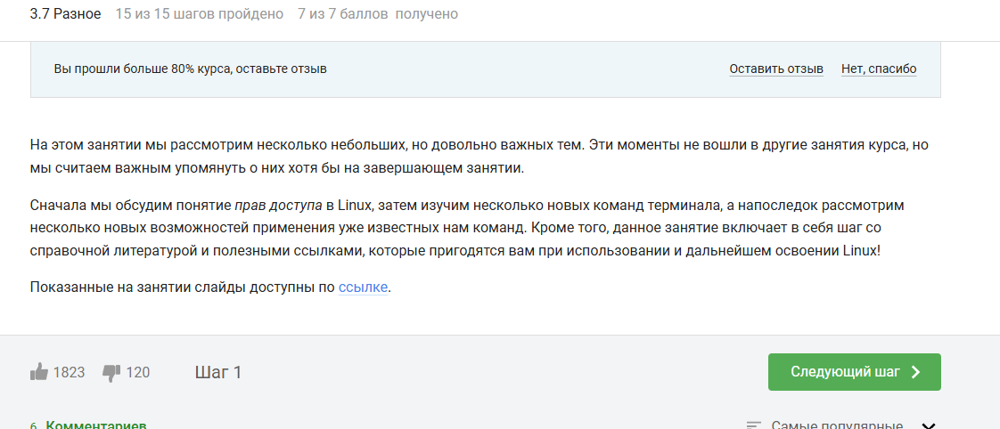 3.7 Разное 15 из 15 шагов пройдено 7 из 7 баллов получено
Вы прошли больше 80% курса, оставьте отзыв Оставить отзыв Нет, спасибо
На этом занятии мы рассмотрим несколько небольших, но довольно важных тем. Эти моменты не вошли в другие занятия курса, но
мы считаем важным упомянуть о них хотя бы на завершающем занятии.
Сначала мы обсудим понятие прав доступа в Linux, затем изучим несколько новых команд терминала, а напоследок рассмотрим
несколько новых возможностей применения уже известных нам команд. Кроме того, данное занятие включает в себя шаг со
справочной литературой и полезными ссылками, которые пригодятся вам при использовании и дальнейшем освоении Linux!
Показанные на занятии слайды доступны по ссылке.
1823 120 Шаг 1 Следующий шаг
6 Комментариев Самые популярные